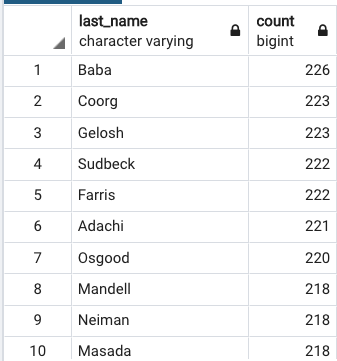 last_name count
character varying bigint
1 Baba 226
2 Coorg 223
3 Gelosh 223
4 Sudbeck 222
5 Farris 222
6 Adachi 221
7 Osgood 220
8 Mandell 218
9 Neiman 218
10 Masada 218